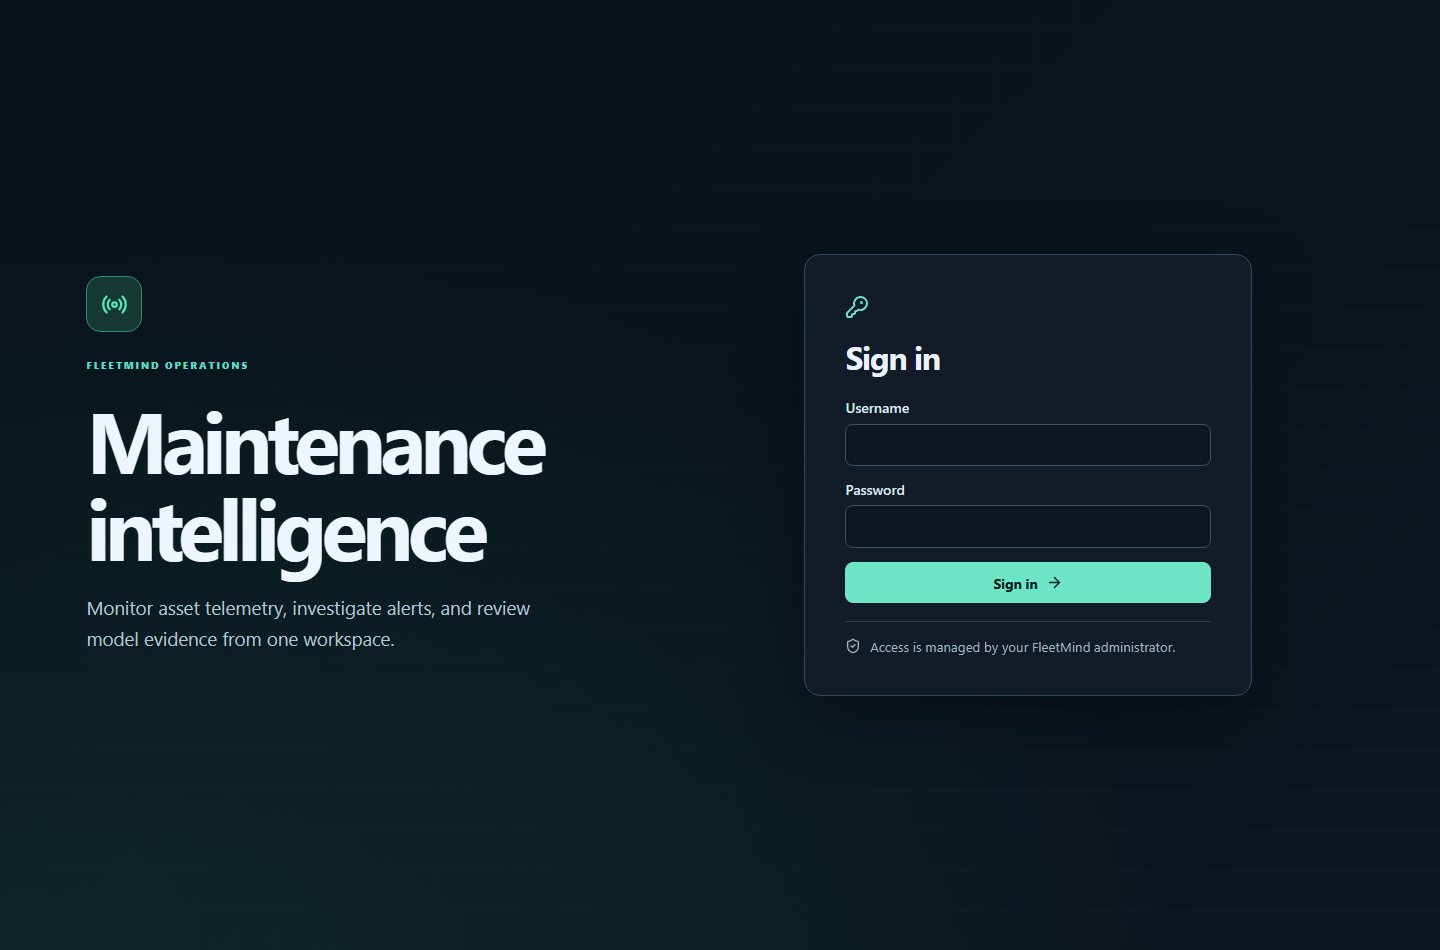 FLEETMIND OPERATIONS
Maintenance
intelligence
Monitor asset telemetry, investigate alerts, and review
model evidence from one workspace.
Sign in
Username
Password
Sign in
Access is managed by your FleetMind administrator.